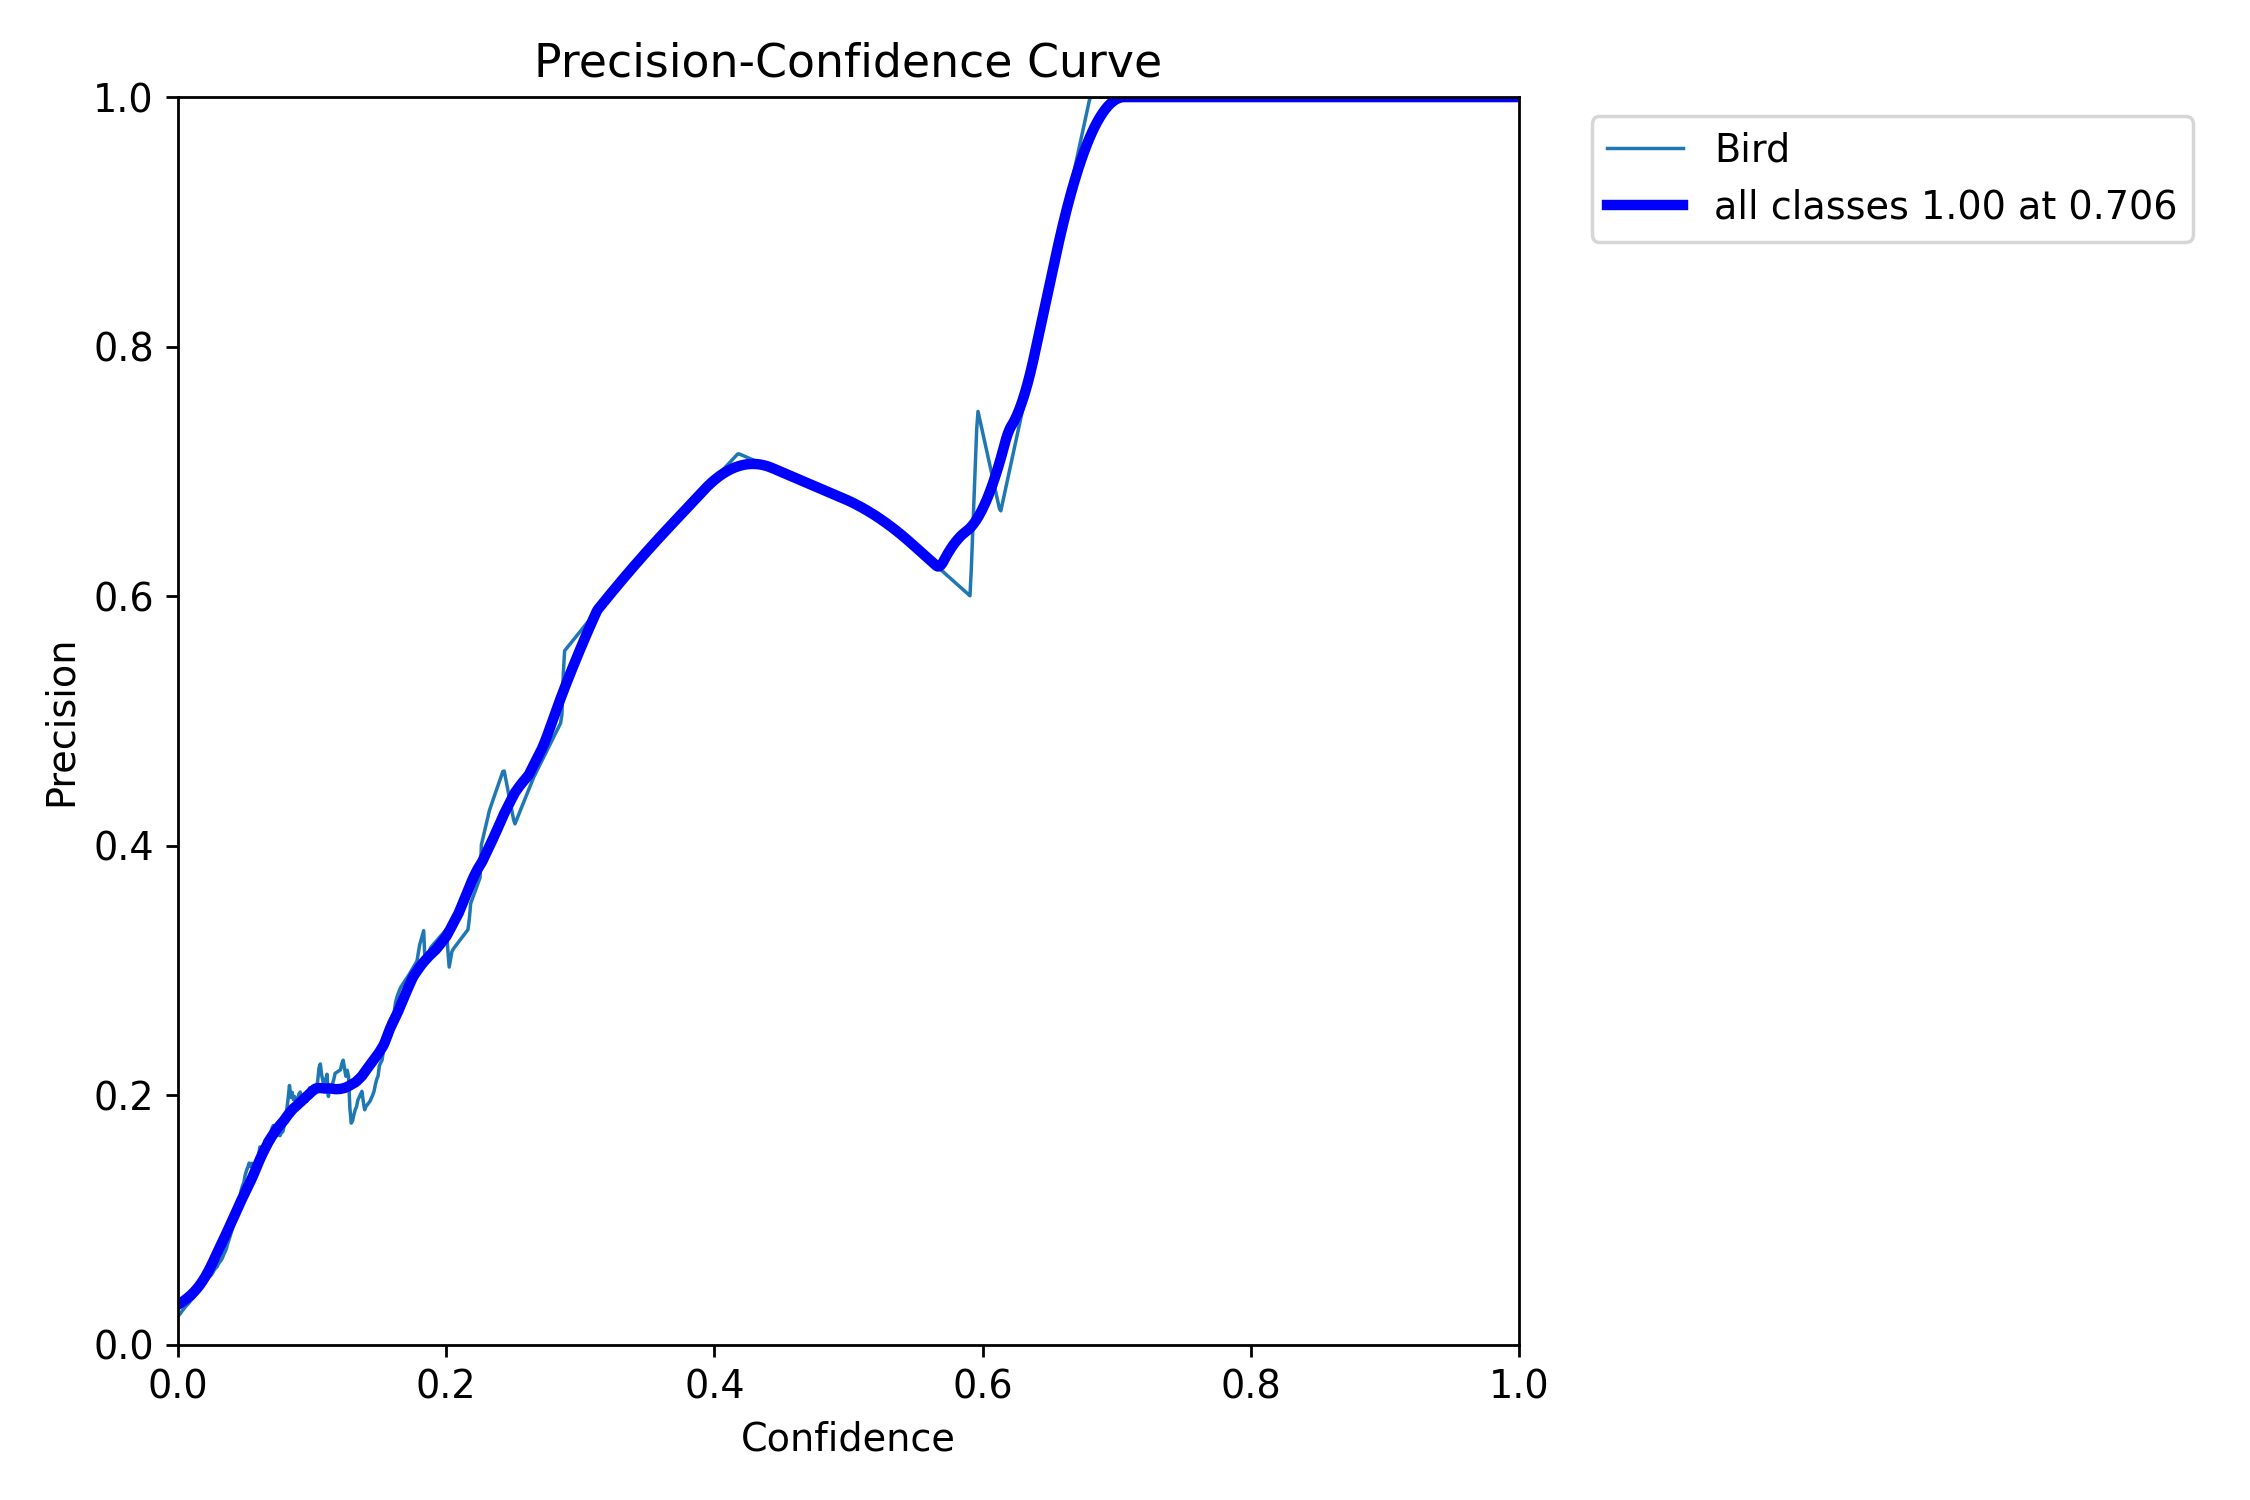 Precision-Confidence Curve
1.0
0.8
0.6
0.4
0.2
0.0
Precision
0.0 0.2 0.4 0.6 0.8 1.0
Confidence
Bird
all classes 1.00 at 0.706